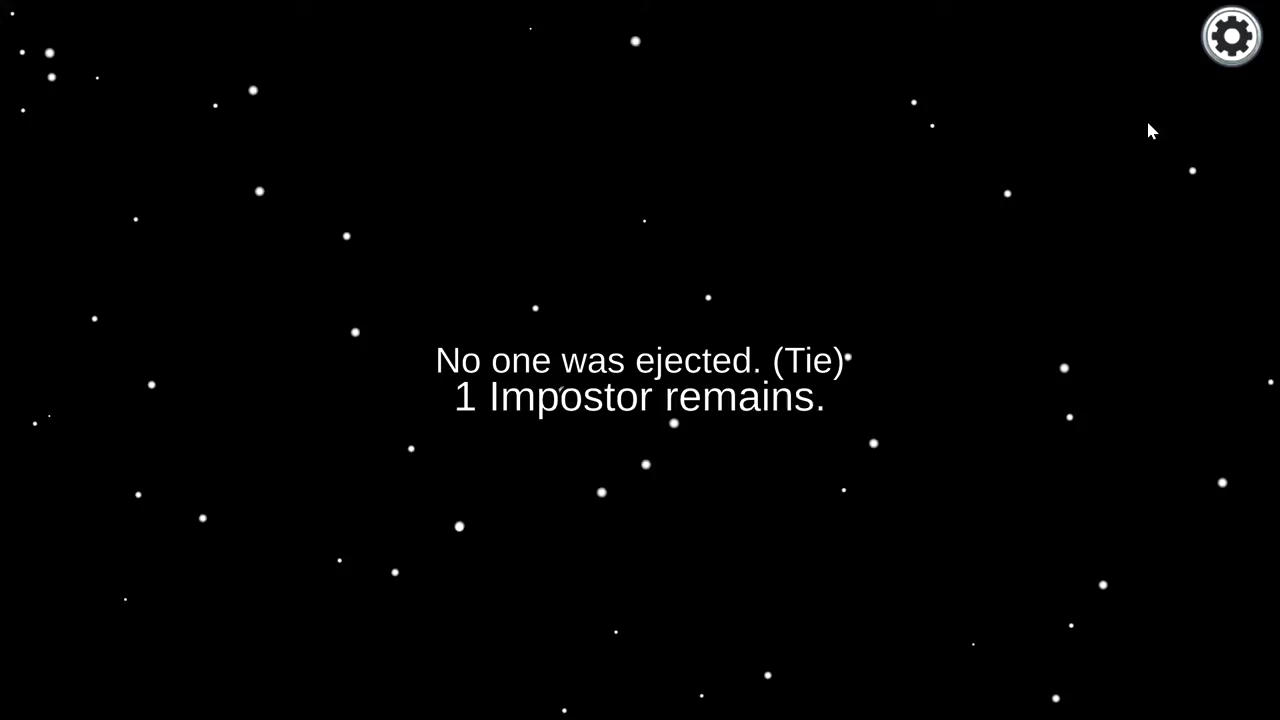 No one was ejected. (Tie)
1 Impostor remains.